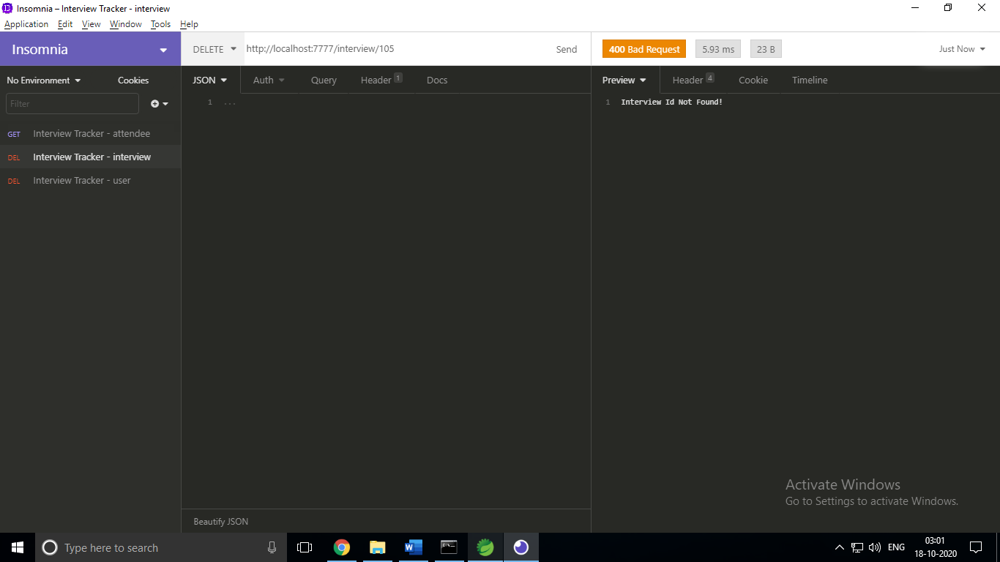 Insomnia – Interview Tracker - interview
Application Edit View Window Tools Help
Insomnia
DELETE http://localhost:7777/interview/105 Send
400 Bad Request 5.93 ms 23 B Just Now
No Environment Cookies
JSON Auth Query Header 1 Docs
Preview Header 4 Cookie Timeline
Filter
1 ...
1 Interview Id Not Found!
GET Interview Tracker - attendee
DEL Interview Tracker - interview
DEL Interview Tracker - user
Activate Windows
Go to Settings to activate Windows.
Beautify JSON
Type here to search
ENG
03:01
18-10-2020